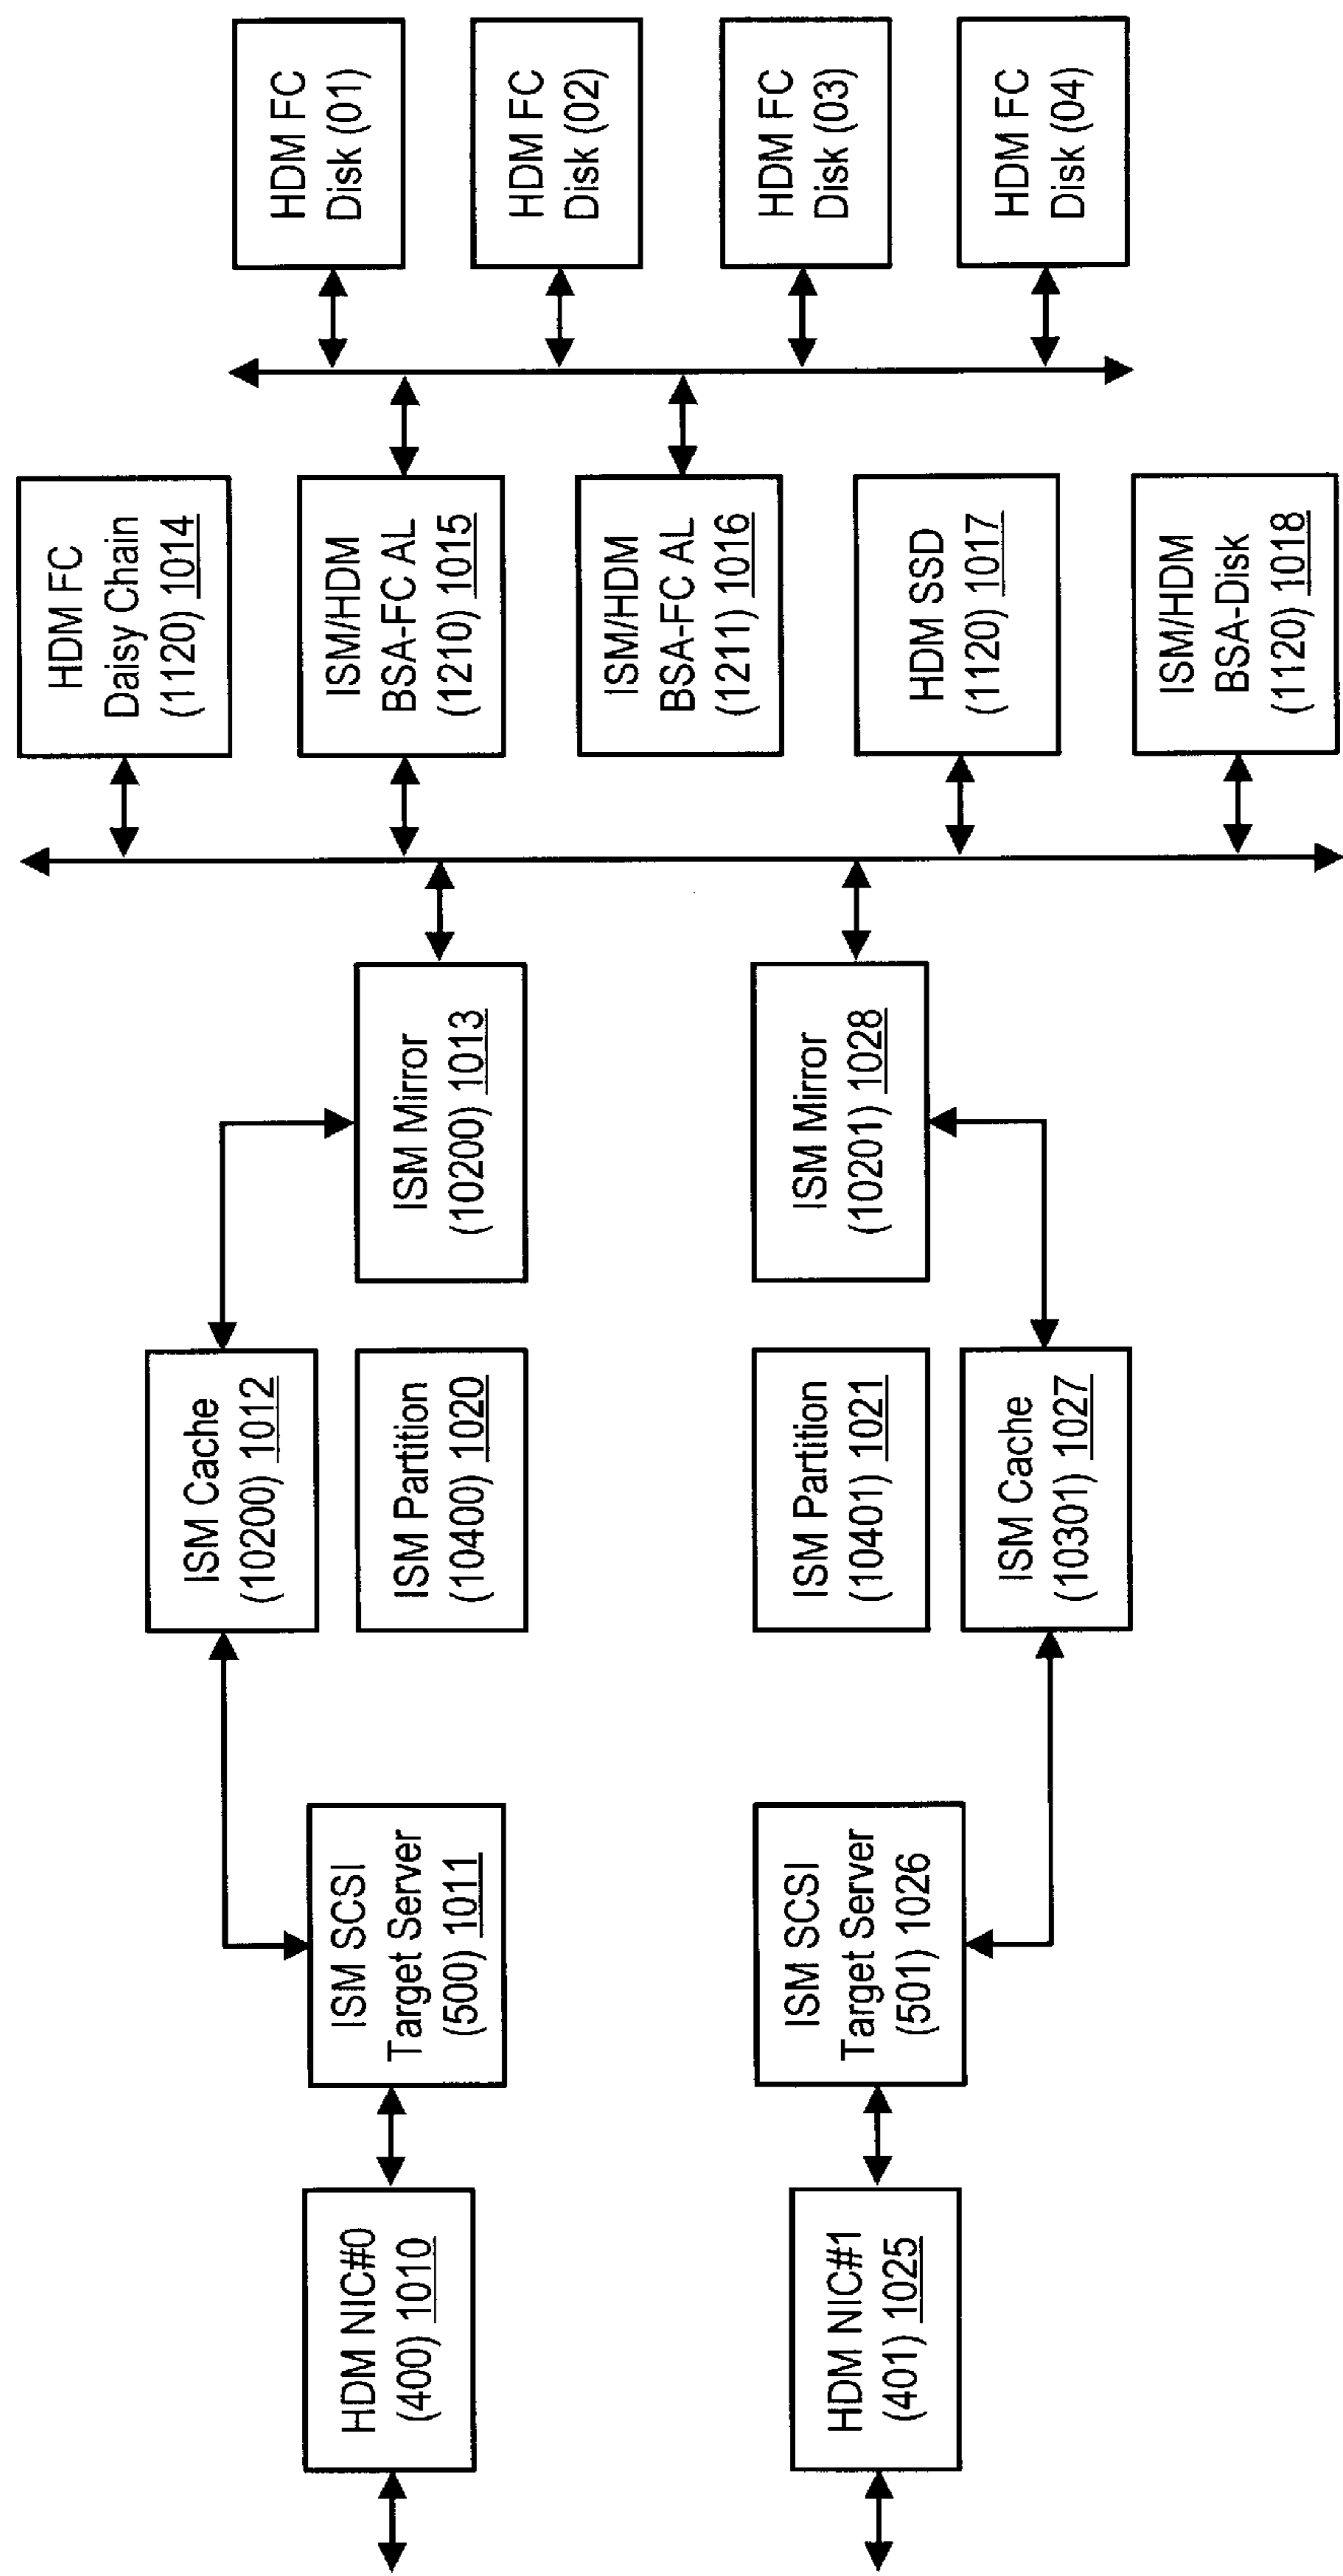 HDM NIC#0
(400) 1010
HDM NIC#1
(401) 1025
ISM SCSI
Target Server
(500) 1011
ISM SCSI
Target Server
(501) 1026
ISM Cache
(10200) 1012
ISM Partition
(10400) 1020
ISM Partition
(10401) 1021
ISM Cache
(10301) 1027
ISM Mirror
(10200) 1013
ISM Mirror
(10201) 1028
HDM FC
Daisy Chain
(1120) 1014
ISM/HDM
BSA-FC AL
(1210) 1015
ISM/HDM
BSA-FC AL
(1211) 1016
HDM SSD
(1120) 1017
ISM/HDM
BSA-Disk
(1120) 1018
HDM FC
Disk (01)
HDM FC
Disk (02)
HDM FC
Disk (03)
HDM FC
Disk (04)